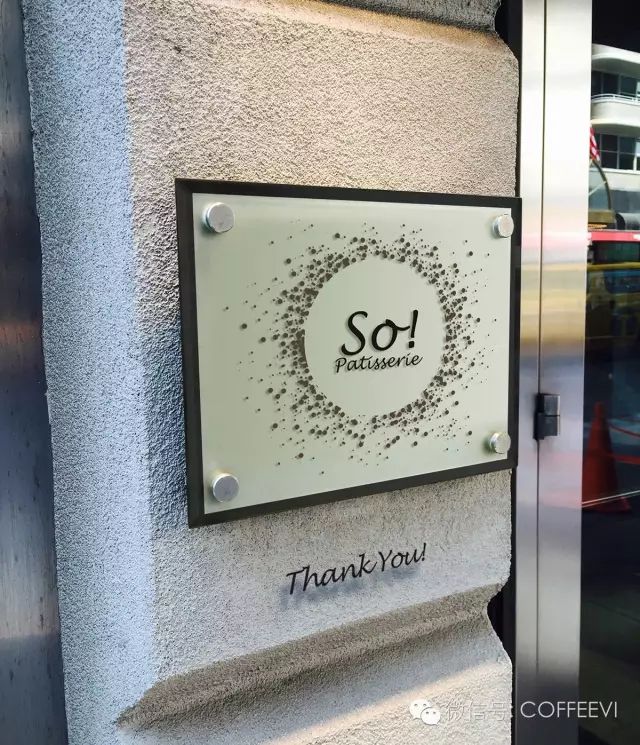 So!
Patisserie
Thank You!
微信号: COFFEEVI